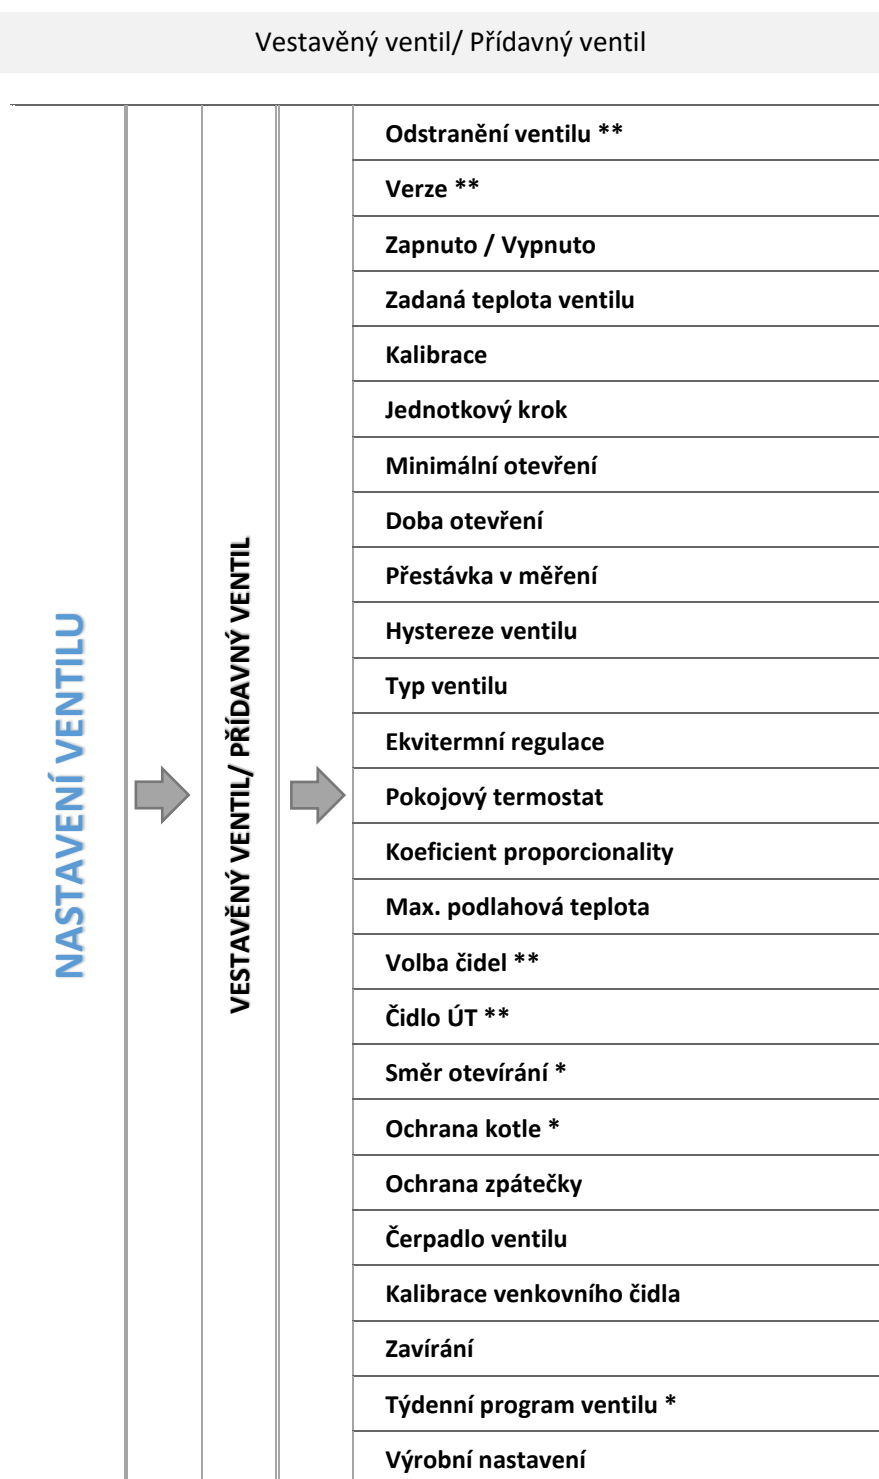 Vestavěný ventil/ Přídavný ventil
NASTAVENÍ VENTILU
VESTAVĚNÝ VENTIL/ PŘÍDAVNÝ VENTIL
Odstranění ventilu **
Verze **
Zapnuto / Vypnuto
Zadaná teplota ventilu
Kalibrace
Jednotkový krok
Minimální otevření
Doba otevření
Přestávka v měření
Hystereze ventilu
Typ ventilu
Ekvitermní regulace
Pokojový termostat
Koeficient proporcionality
Max. podlahová teplota
Volba čidel **
Čidlo ÚT **
Směr otevírání *
Ochrana kotle *
Ochrana zpátečky
Čerpadlo ventilu
Kalibrace venkovního čidla
Zavírání
Týdenní program ventilu *
Výrobní nastavení